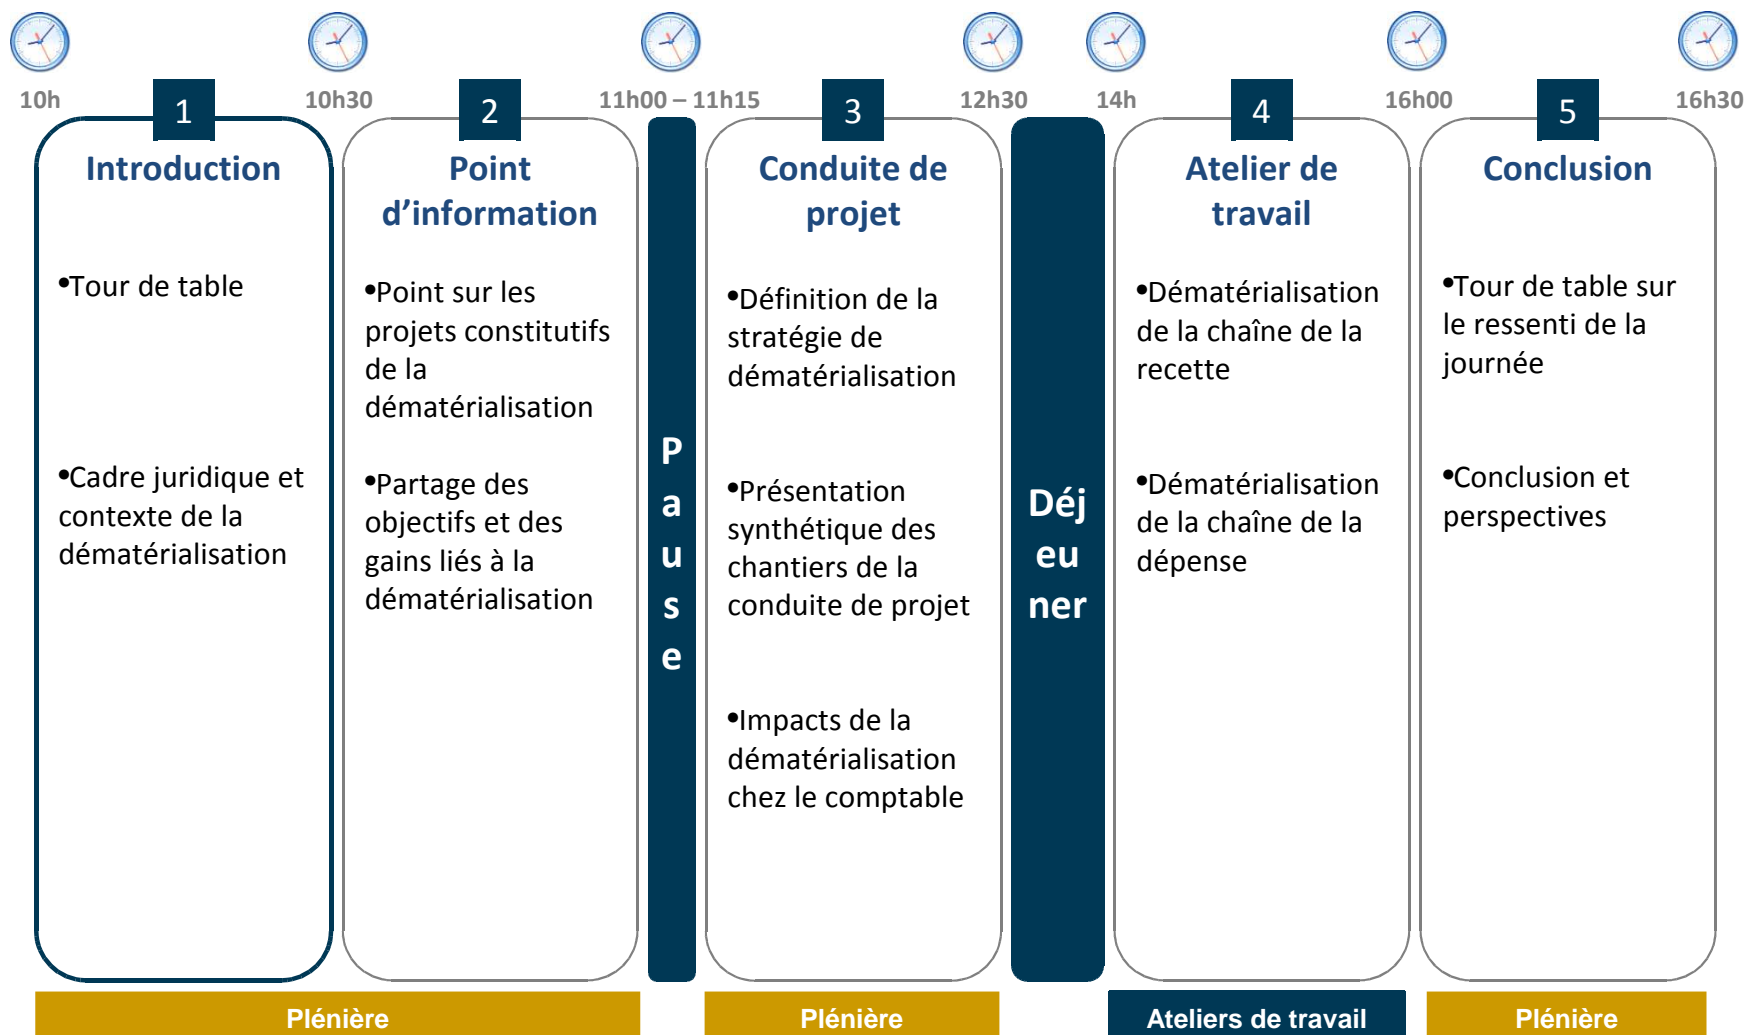 10h
10h30
11h00 – 11h15
12h30
14h
16h00
16h30
1
Introduction
•Tour de table
•Cadre juridique et
contexte de la
dématérialisation
2
Point
d’information
•Point sur les
projets constitutifs
de la
dématérialisation
•Partage des
objectifs et des
gains liés à la
dématérialisation
P
a
u
s
e
3
Conduite de
projet
•Définition de la
stratégie de
dématérialisation
•Présentation
synthétique des
chantiers de la
conduite de projet
•Impacts de la
dématérialisation
chez le comptable
Déj
eu
ner
4
Atelier de
travail
•Dématérialisation
de la chaîne de la
recette
•Dématérialisation
de la chaîne de la
dépense
5
Conclusion
•Tour de table sur
le ressenti de la
journée
•Conclusion et
perspectives
Plénière
Plénière
Ateliers de travail
Plénière